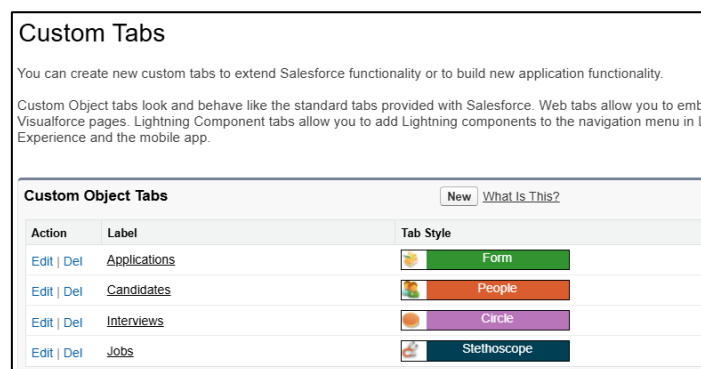 Custom Tabs
You can create new custom tabs to extend Salesforce functionality or to build new application functionality.
Custom Object tabs look and behave like the standard tabs provided with Salesforce. Web tabs allow you to
Visualforce pages. Lightning Component tabs allow you to add Lightning components to the navigation menu in
Experience and the mobile app.
Custom Object Tabs New What Is This?
Action Label Tab Style
Edit | Del Applications Form
Edit | Del Candidates People
Edit | Del Interviews Circle
Edit | Del Jobs Stethoscope